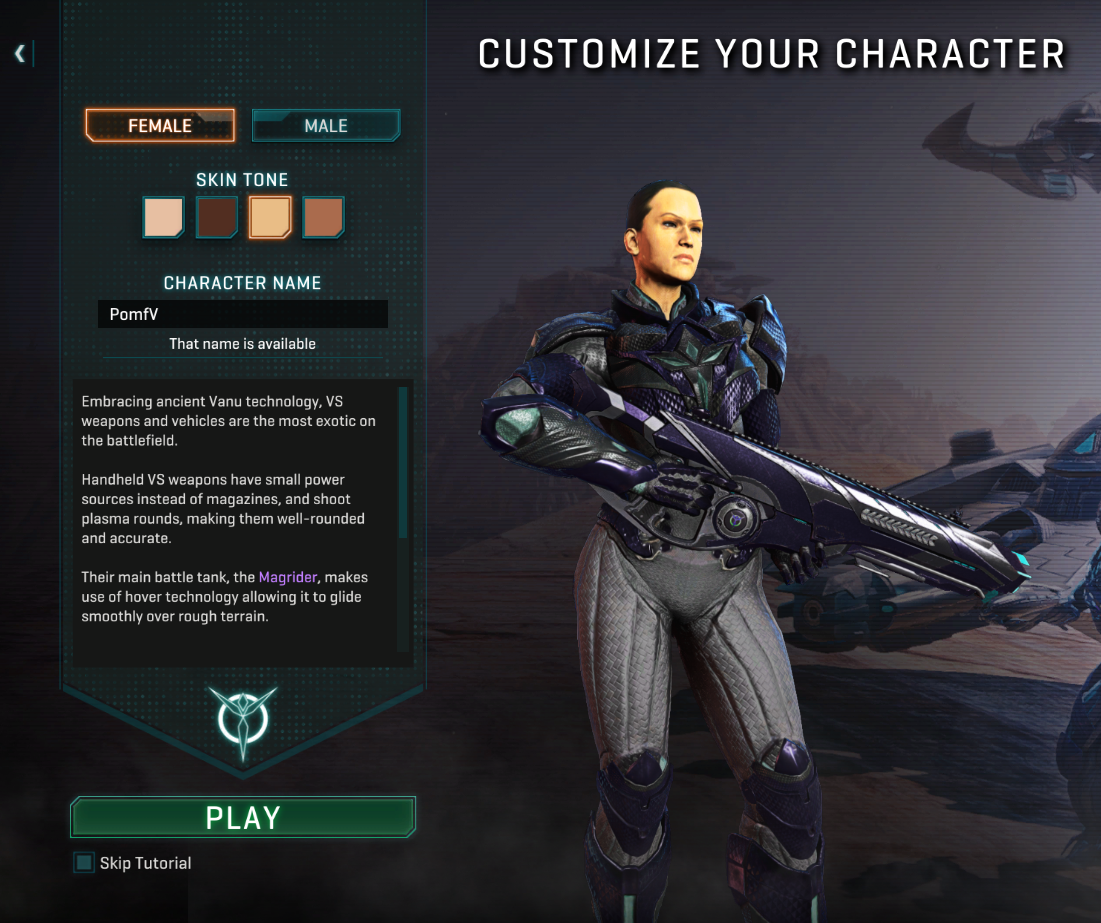 CUSTOMIZE YOUR CHARACTER
FEMALE
MALE
SKIN TONE
CHARACTER NAME
PomfV
That name is available
Embracing ancient Vanu technology, VS
weapons and vehicles are the most exotic on
the battlefield.
Handheld VS weapons have small power
sources instead of magazines, and shoot
plasma rounds, making them well-rounded
and accurate.
Their main battle tank, the Magrider, makes
use of hover technology allowing it to glide
smoothly over rough terrain.
PLAY
Skip Tutorial